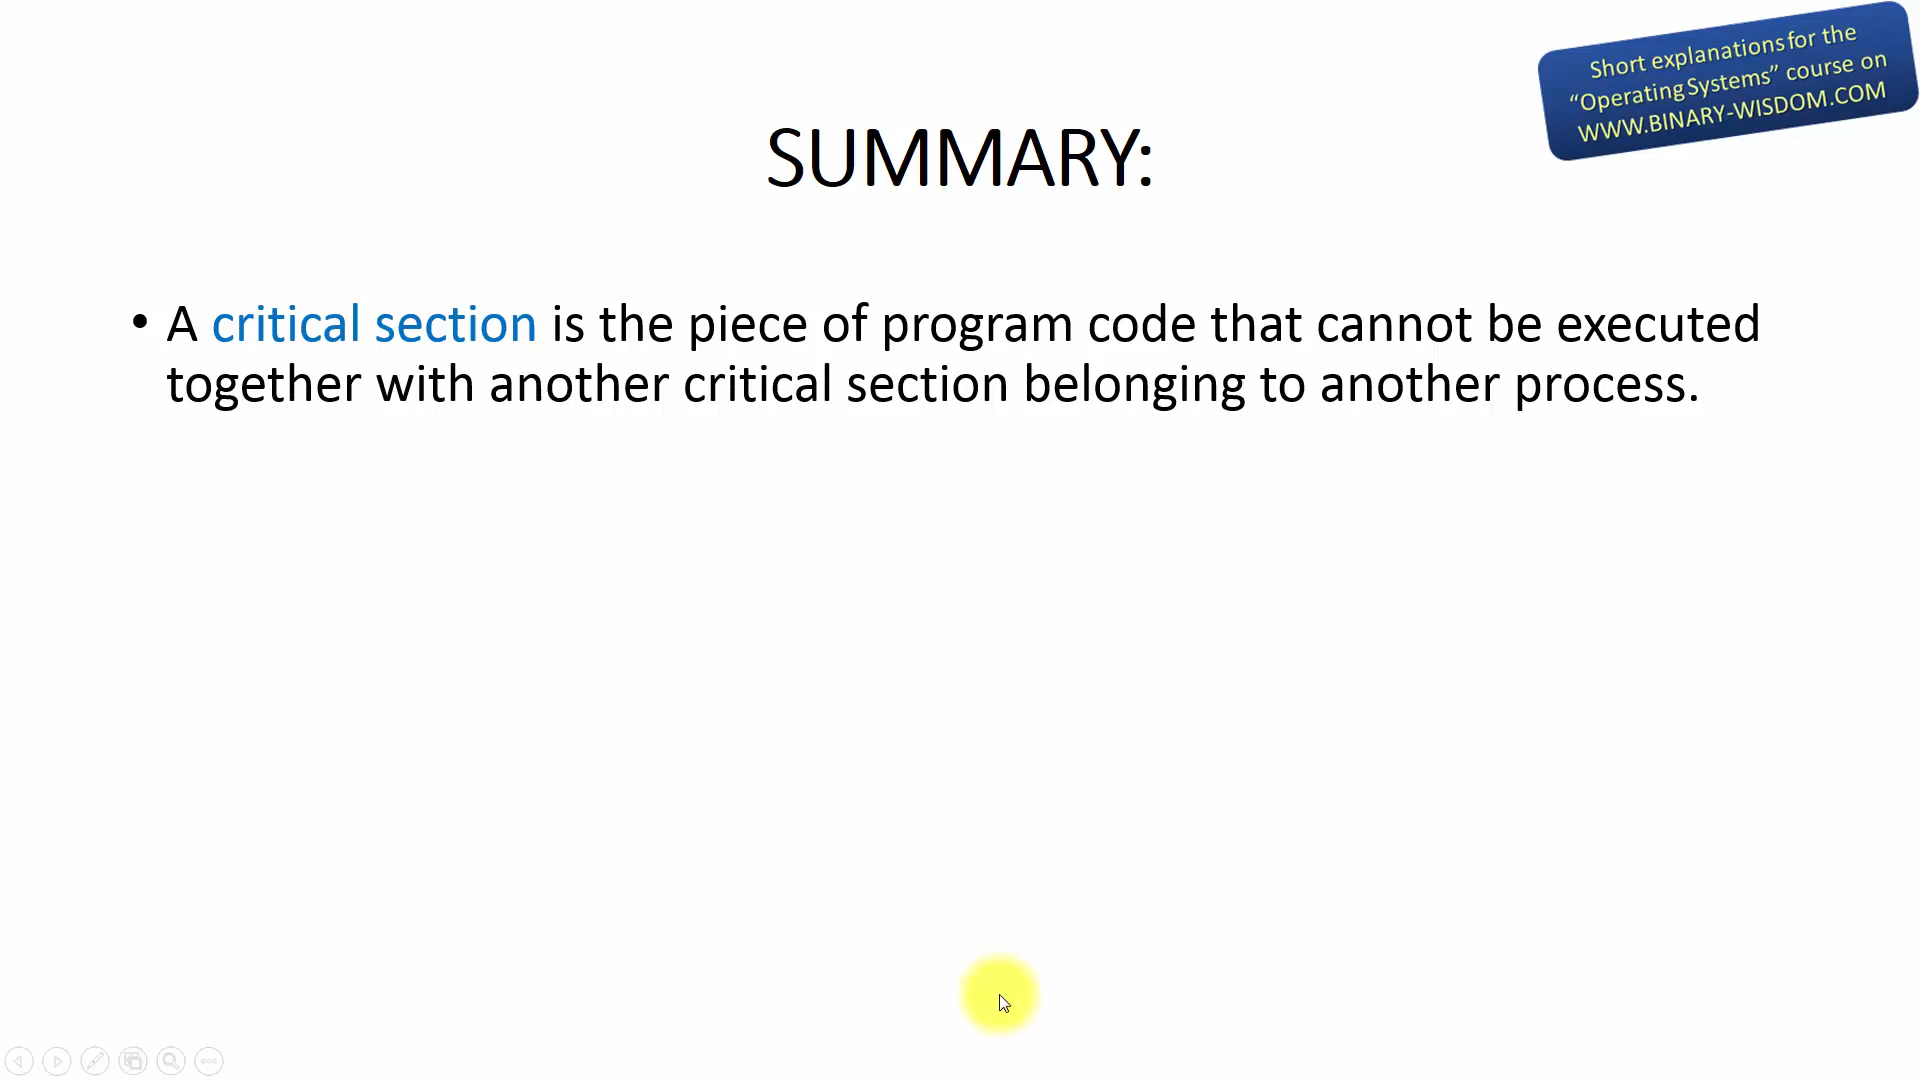 Short explanations for the
“Operating Systems” course on
WWW.BINARY-WISDOM.COM
SUMMARY:
• A critical section is the piece of program code that cannot be executed
together with another critical section belonging to another process.